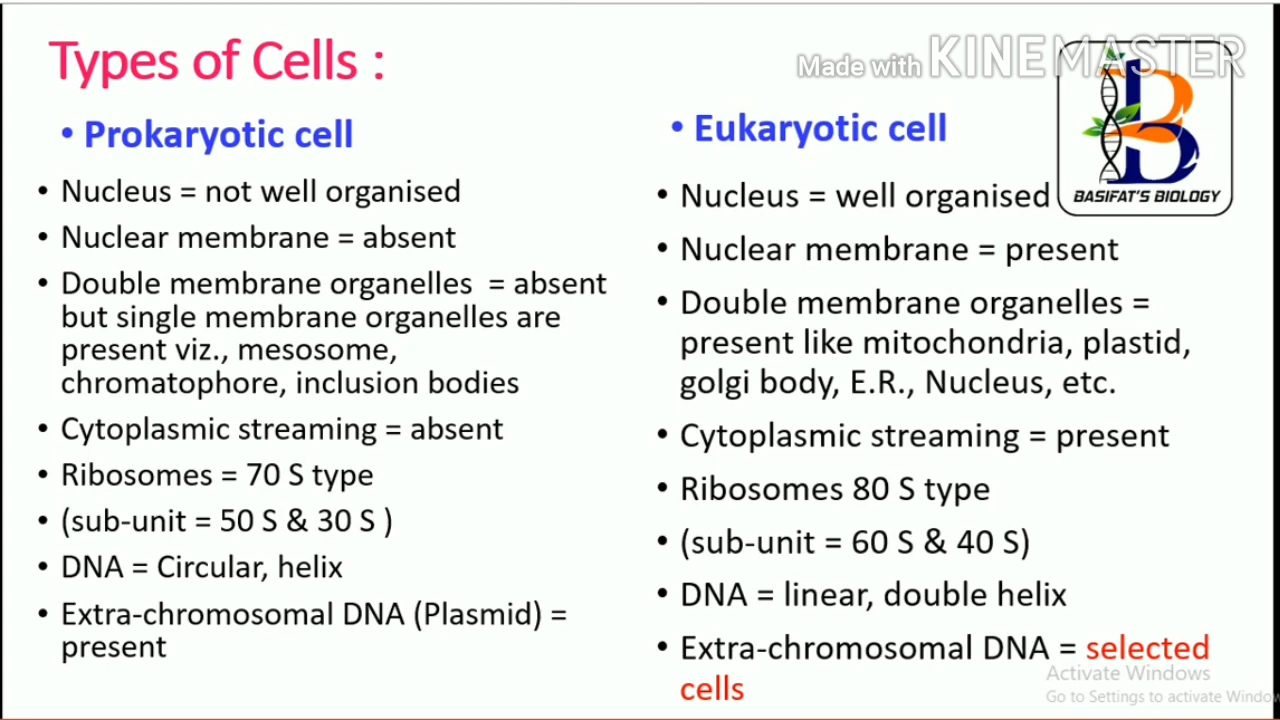 Types of Cells :
Made with KINEMASTER
BASIFAT'S BIOLOGY
• Prokaryotic cell
• Nucleus = not well organised
• Nuclear membrane = absent
• Double membrane organelles = absent
but single membrane organelles are
present viz., mesosome,
chromatophore, inclusion bodies
• Cytoplasmic streaming = absent
• Ribosomes = 70 S type
• (sub-unit = 50 S & 30 S )
• DNA = Circular, helix
• Extra-chromosomal DNA (Plasmid) =
present
• Eukaryotic cell
• Nucleus = well organised
• Nuclear membrane = present
• Double membrane organelles =
present like mitochondria, plastid,
golgi body, E.R., Nucleus, etc.
• Cytoplasmic streaming = present
• Ribosomes 80 S type
• (sub-unit = 60 S & 40 S)
• DNA = linear, double helix
• Extra-chromosomal DNA = selected
cells
Activate Windows
Go to Settings to activate Window